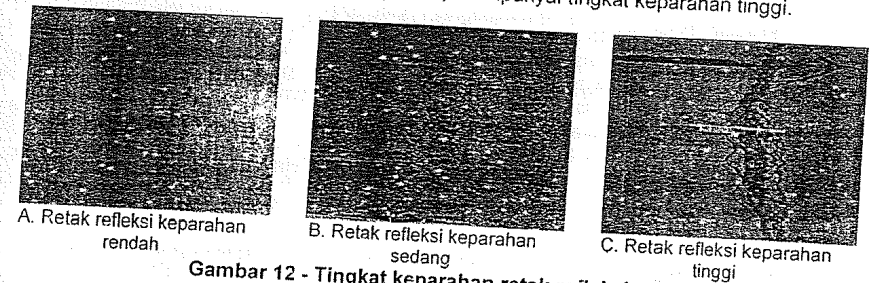 tingkat keparahan tinggi.
A. Retak refleksi keparahan
rendah
B. Retak refleksi keparahan
sedang
C. Retak refleksi keparahan
tinggi
Gambar 12 - Tingkat keparahan retak